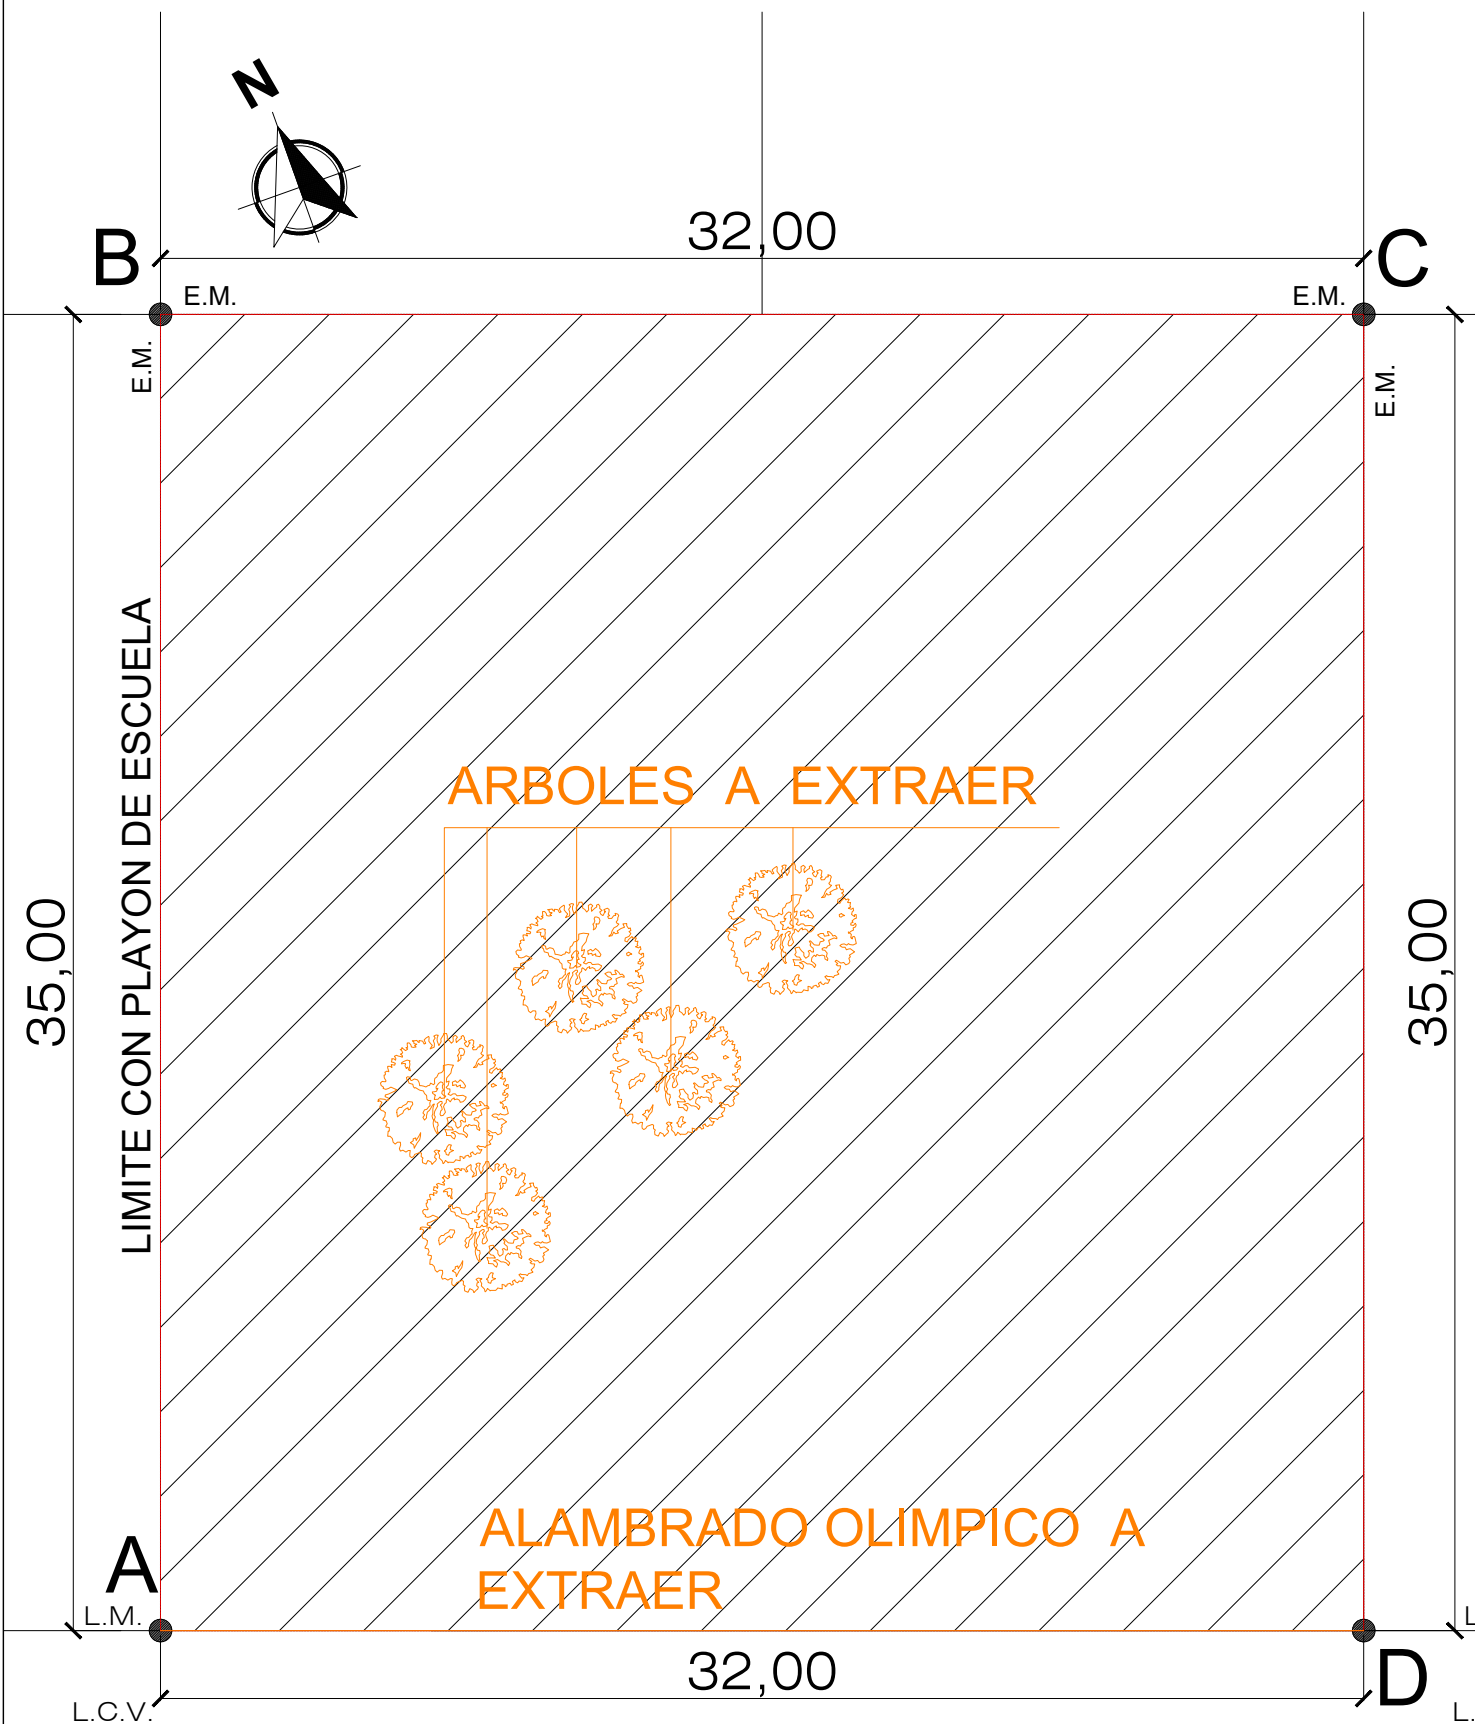 N
32,00
B
C
E.M.
E.M.
E.M.
E.M.
LIMITE CON PLAYON DE ESCUELA
ARBOLES A EXTRAER
35,00
35,00
ALAMBRADO OLIMPICO A
EXTRAER
A
L.M.
L
32,00
D
L.C.V.
L.